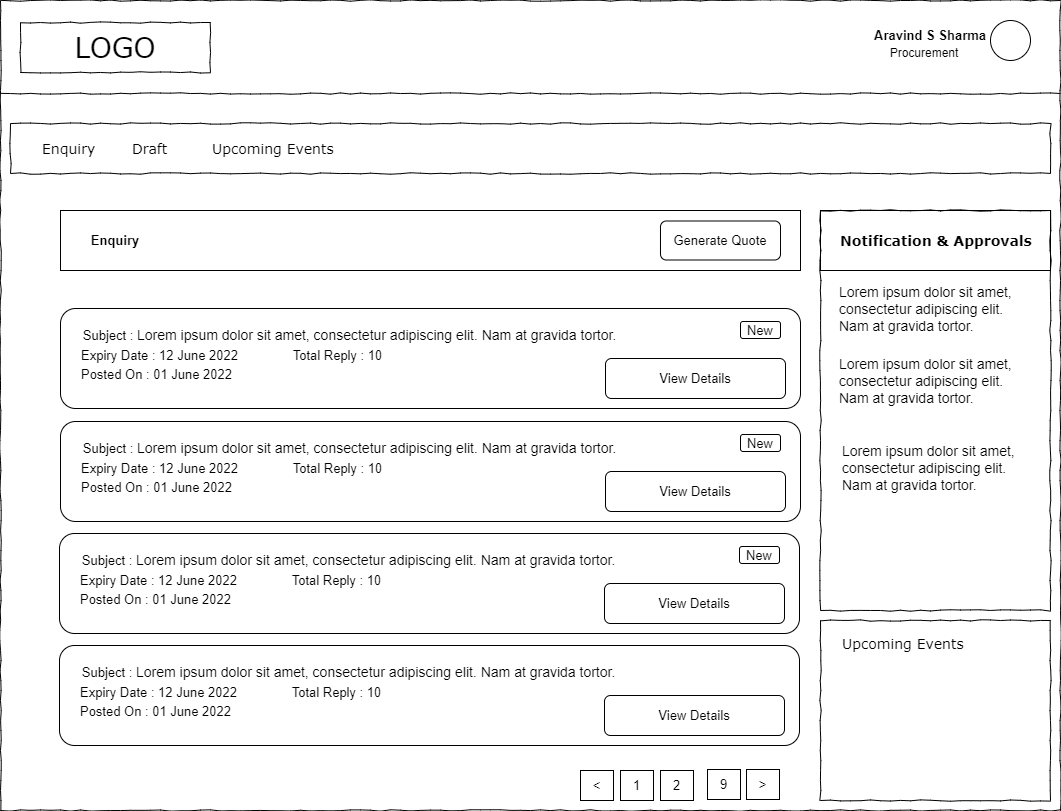 LOGO
Aravind S Sharma
Procurement
Enquiry Draft Upcoming Events
Enquiry
Generate Quote
Subject : Lorem ipsum dolor sit amet, consectetur adipiscing elit. Nam at gravida tortor.
New
Expiry Date : 12 June 2022 Total Reply : 10
Posted On : 01 June 2022
View Details
Subject : Lorem ipsum dolor sit amet, consectetur adipiscing elit. Nam at gravida tortor.
New
Expiry Date : 12 June 2022 Total Reply : 10
Posted On : 01 June 2022
View Details
Subject : Lorem ipsum dolor sit amet, consectetur adipiscing elit. Nam at gravida tortor.
New
Expiry Date : 12 June 2022 Total Reply : 10
Posted On : 01 June 2022
View Details
Subject : Lorem ipsum dolor sit amet, consectetur adipiscing elit. Nam at gravida tortor.
Expiry Date : 12 June 2022 Total Reply : 10
Posted On : 01 June 2022
View Details
< 1 2 9 >
Notification & Approvals
Lorem ipsum dolor sit amet,
consectetur adipiscing elit.
Nam at gravida tortor.
Lorem ipsum dolor sit amet,
consectetur adipiscing elit.
Nam at gravida tortor.
Lorem ipsum dolor sit amet,
consectetur adipiscing elit.
Nam at gravida tortor.
Upcoming Events